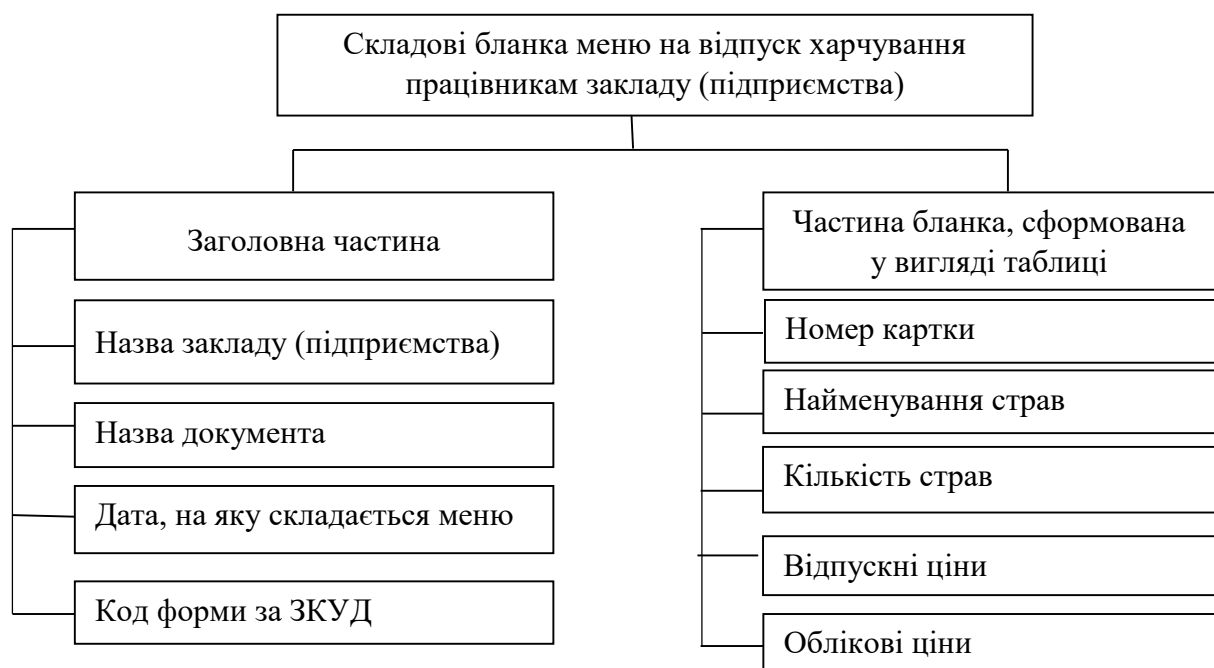 Складові бланка меню на відпуск харчування
працівникам закладу (підприємства)
Заголовна частина
Назва закладу (підприємства)
Назва документа
Дата, на яку складається меню
Код форми за ЗКУД
Частина бланка, сформована
у вигляді таблиці
Номер картки
Найменування страв
Кількість страв
Відпускні ціни
Облікові ціни